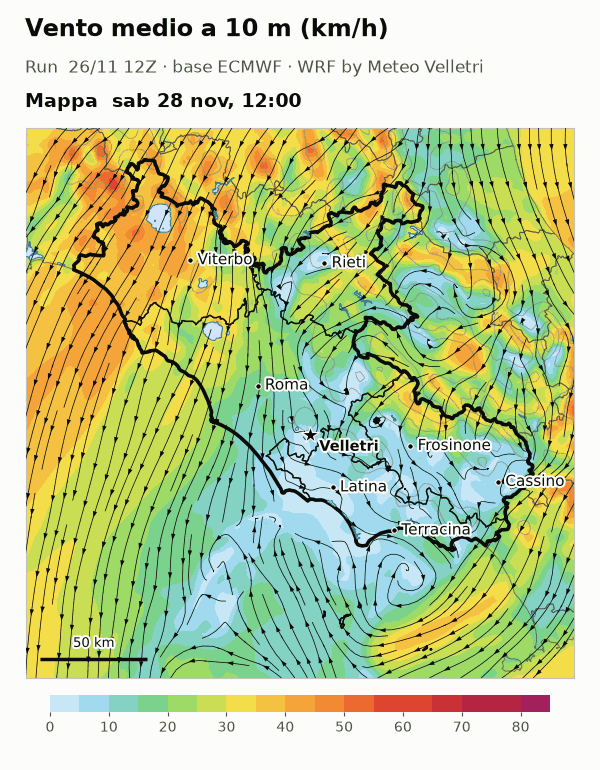 Vento medio a 10 m (km/h)
Run 26/11 12Z · base ECMWF · WRF by Meteo Velletri
Mappa sab 28 nov, 12:00
Viterbo
Rieti
Roma
Velletri
Frosinone
Latina
Cassino
Terracina
50 km
0 10 20 30 40 50 60 70 80